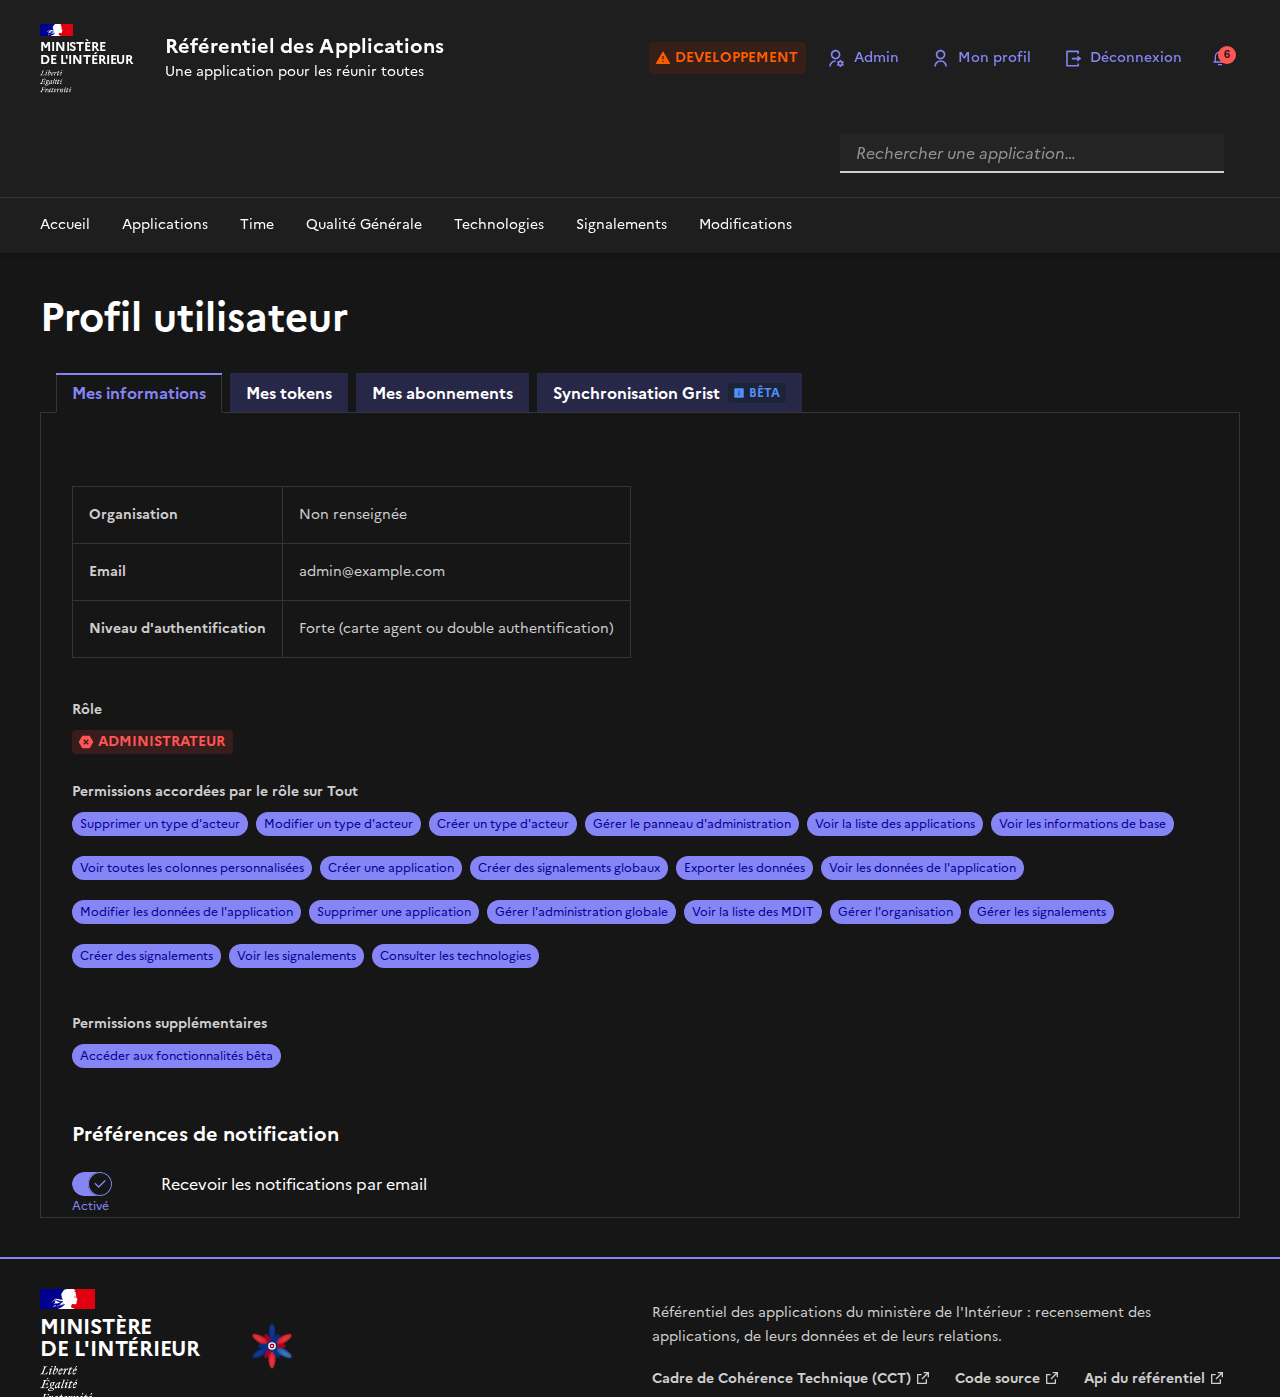 MINISTÈRE
DE L'INTÉRIEUR
Liberté
Égalité
Fraternité
Référentiel des Applications
Une application pour les réunir toutes
DEVELOPPEMENT
Admin
Mon profil
Déconnexion
6
Rechercher une application…
Accueil Applications Time Qualité Générale Technologies Signalements Modifications
Profil utilisateur
Mes informations Mes tokens Mes abonnements Synchronisation Grist BÊTA
Organisation Non renseignée
Email admin@example.com
Niveau d'authentification Forte (carte agent ou double authentification)
Rôle
ADMINISTRATEUR
Permissions accordées par le rôle sur Tout
Supprimer un type d'acteur Modifier un type d'acteur Créer un type d'acteur Gérer le panneau d'administration Voir la liste des applications Voir les informations de base
Voir toutes les colonnes personnalisées Créer une application Créer des signalements globaux Exporter les données Voir les données de l'application
Modifier les données de l'application Supprimer une application Gérer l'administration globale Voir la liste des MDIT Gérer l'organisation Gérer les signalements
Créer des signalements Voir les signalements Consulter les technologies
Permissions supplémentaires
Accéder aux fonctionnalités bêta
Préférences de notification
Recevoir les notifications par email
Activé
MINISTÈRE
DE L'INTÉRIEUR
Liberté
Égalité
Fraternité
Référentiel des applications du ministère de l'Intérieur : recensement des
applications, de leurs données et de leurs relations.
Cadre de Cohérence Technique (CCT) Code source Api du référentiel